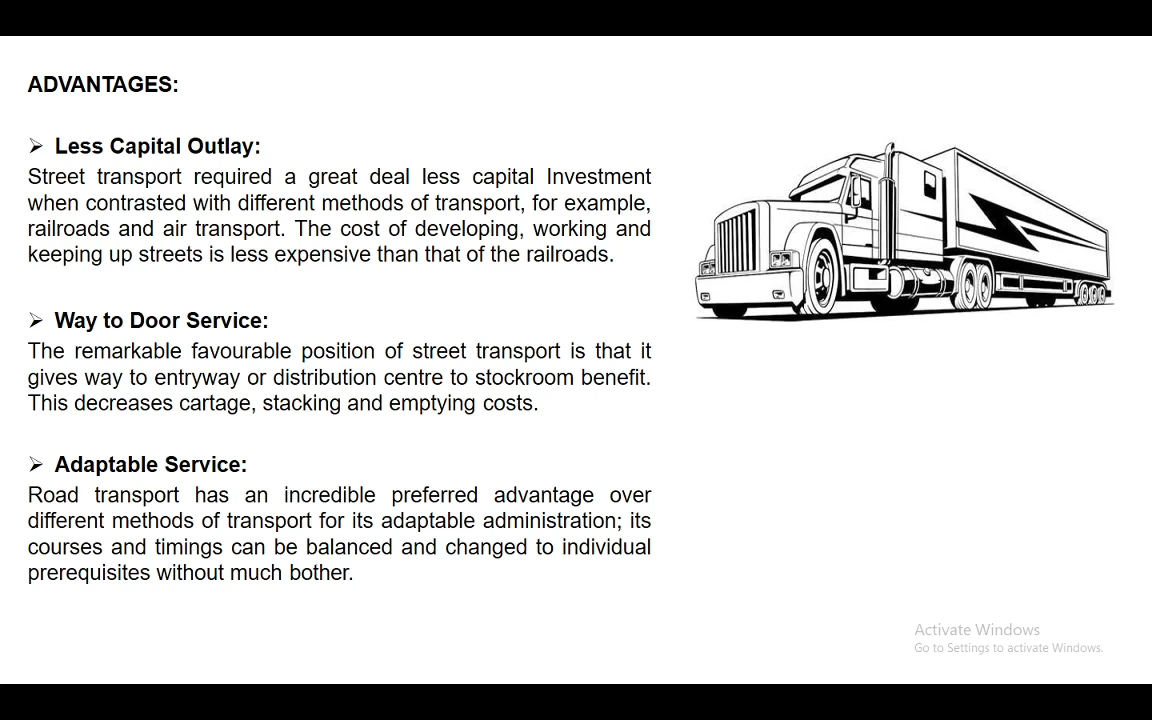 ADVANTAGES:
➢ Less Capital Outlay:
Street transport required a great deal less capital Investment
when contrasted with different methods of transport, for example,
railroads and air transport. The cost of developing, working and
keeping up streets is less expensive than that of the railroads.
➢ Way to Door Service:
The remarkable favourable position of street transport is that it
gives way to entryway or distribution centre to stockroom benefit.
This decreases cartage, stacking and emptying costs.
➢ Adaptable Service:
Road transport has an incredible preferred advantage over
different methods of transport for its adaptable administration; its
courses and timings can be balanced and changed to individual
prerequisites without much bother.
Activate Windows
Go to Settings to activate Windows.